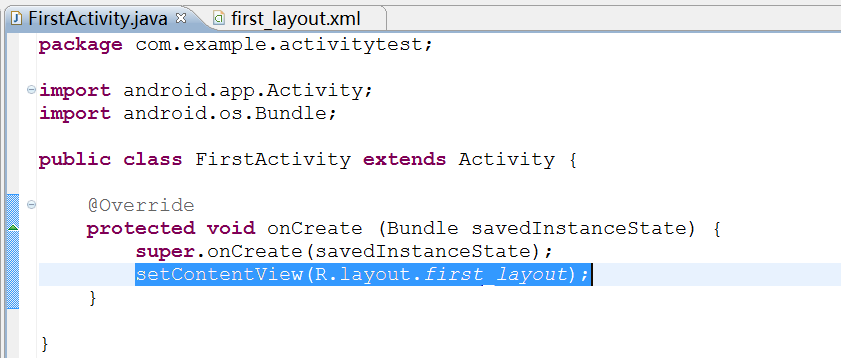 FirstActivity.java first_layout.xml
package com.example.activitytest;
import android.app.Activity;
import android.os.Bundle;
public class FirstActivity extends Activity {
@Override
protected void onCreate (Bundle savedInstanceState) {
super.onCreate(savedInstanceState);
setContentView(R.layout.first_layout);
}
}